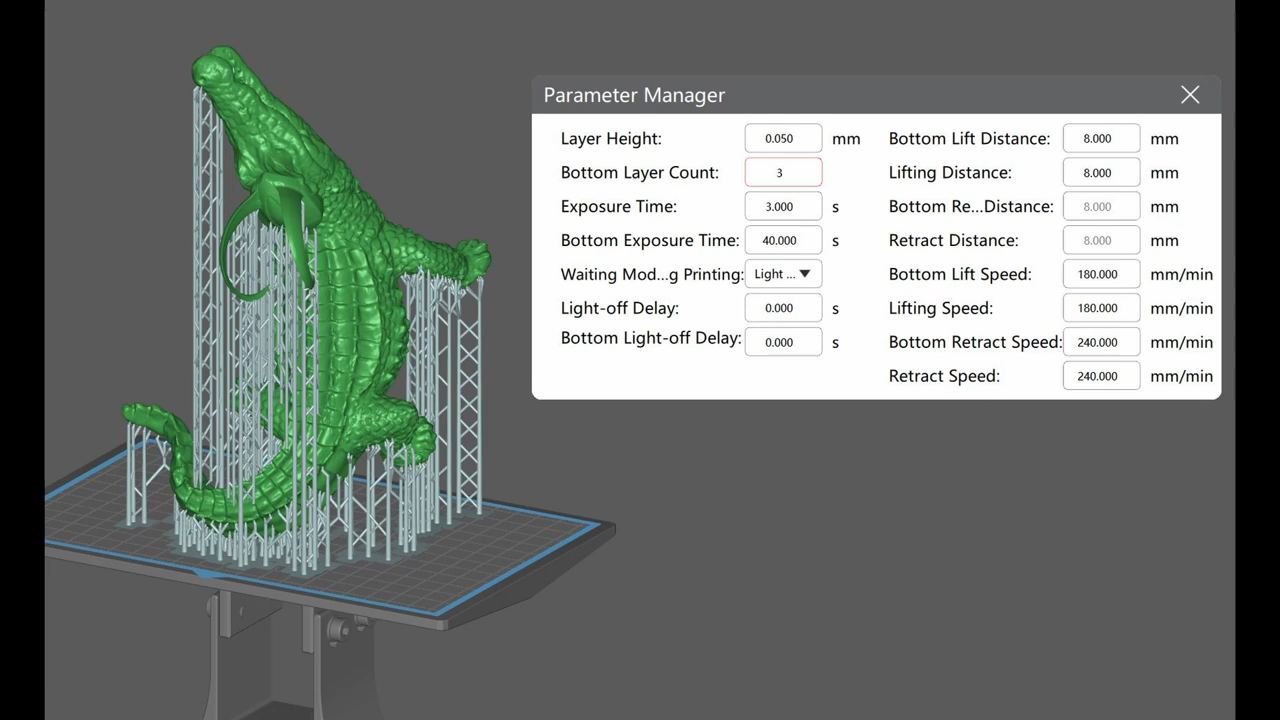 Parameter Manager
Layer Height: 0.050 mm
Bottom Layer Count: 3
Exposure Time: 3.000 s
Bottom Exposure Time: 40.000 s
Waiting Mod...g Printing: Light ...
Light-off Delay: 0.000 s
Bottom Light-off Delay: 0.000 s
Bottom Lift Distance: 8.000 mm
Lifting Distance: 8.000 mm
Bottom Re...Distance: 8.000 mm
Retract Distance: 8.000 mm
Bottom Lift Speed: 180.000 mm/min
Lifting Speed: 180.000 mm/min
Bottom Retract Speed: 240.000 mm/min
Retract Speed: 240.000 mm/min